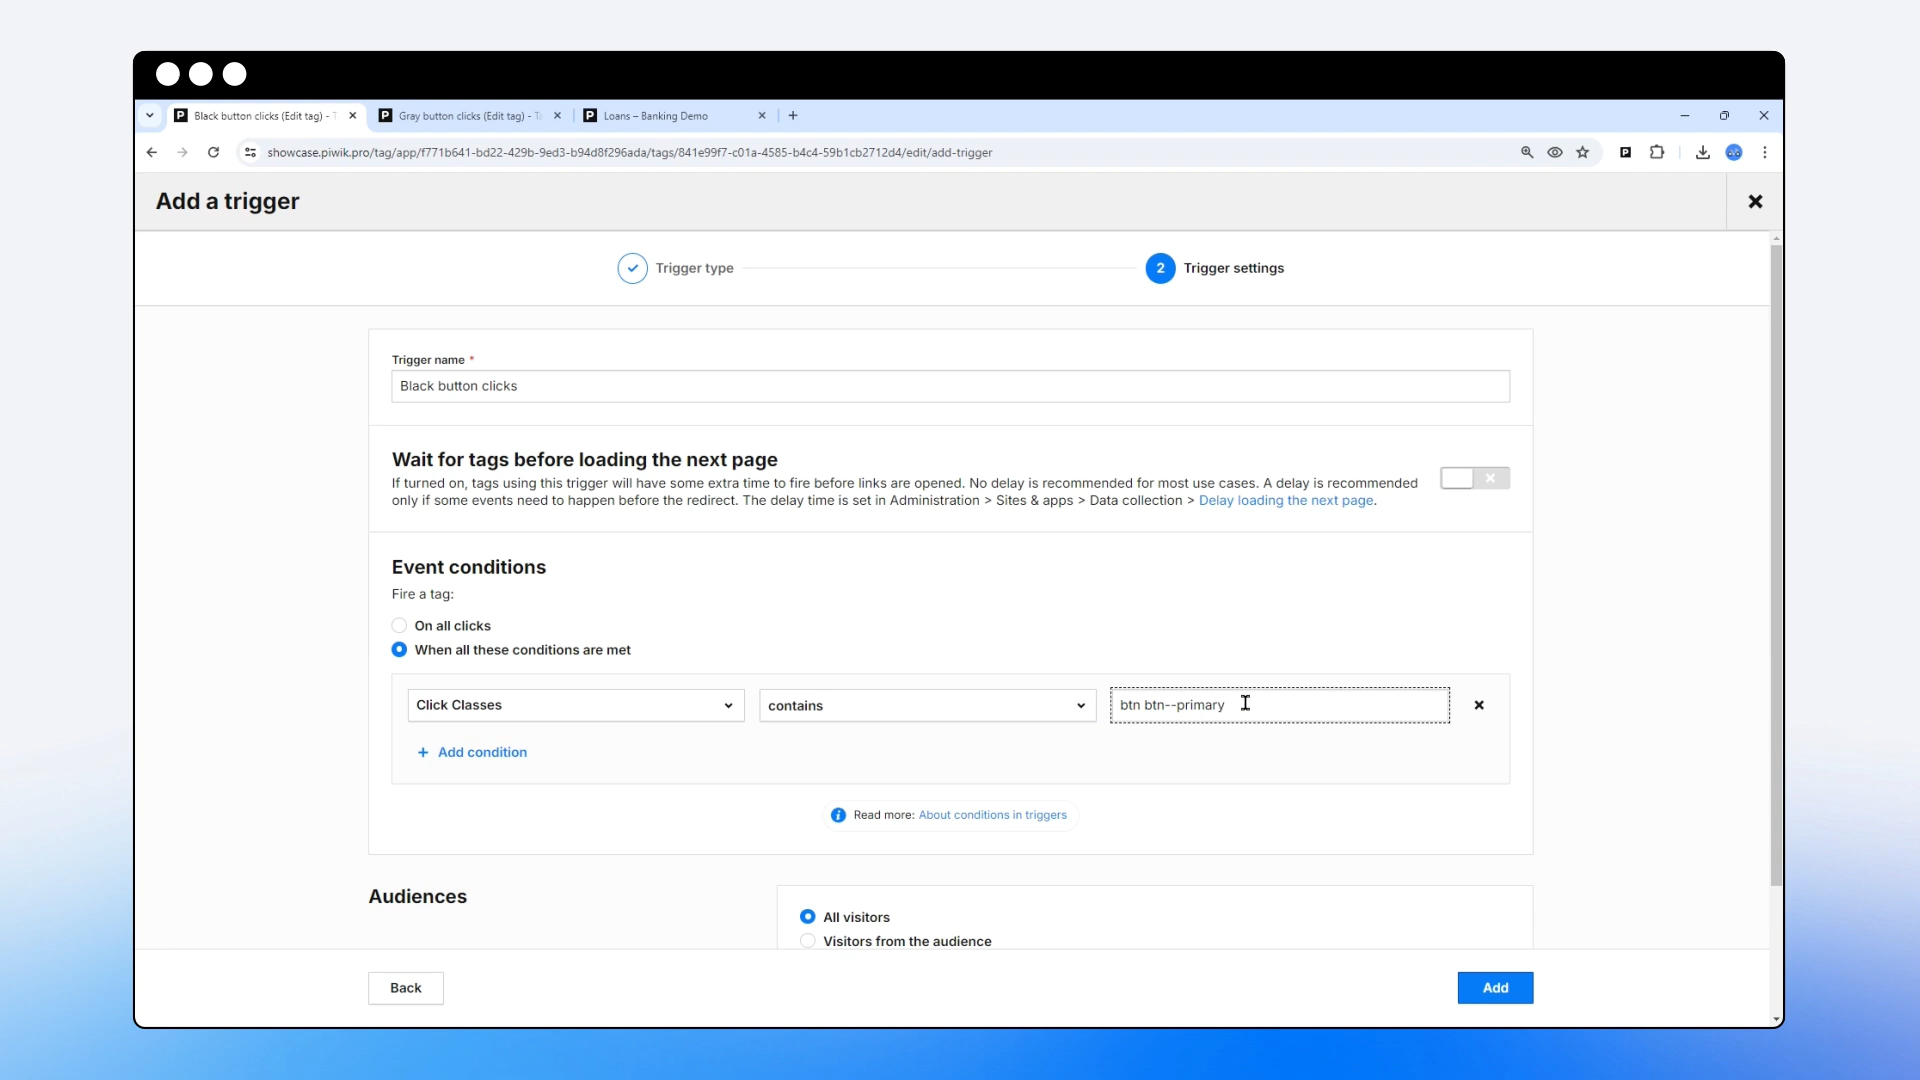 Black button clicks (Edit tag) - T
Gray button clicks (Edit tag) - Ta
Loans – Banking Demo
showcase.piwik.pro/tag/app/f771b641-bd22-429b-9ed3-b94d8f296ada/tags/841e99f7-c01a-4585-b4c4-59b1cb2712d4/edit/add-trigger
Add a trigger
Trigger type
2 Trigger settings
Trigger name *
Black button clicks
Wait for tags before loading the next page
If turned on, tags using this trigger will have some extra time to fire before links are opened. No delay is recommended for most use cases. A delay is recommended
only if some events need to happen before the redirect. The delay time is set in Administration > Sites & apps > Data collection > Delay loading the next page.
Event conditions
Fire a tag:
On all clicks
When all these conditions are met
Click Classes
contains
btn btn--primary
+ Add condition
Read more: About conditions in triggers
Audiences
All visitors
Visitors from the audience
Back
Add